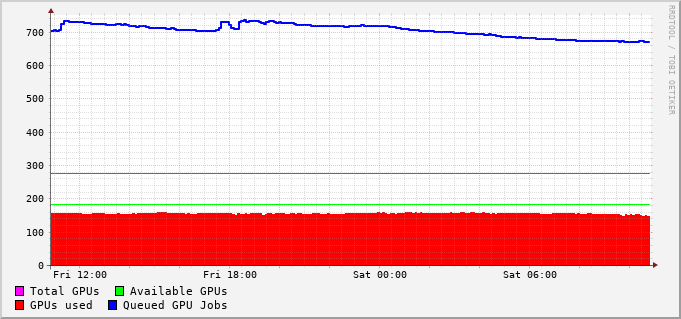 700
600
500
400
300
200
100
0
Fri 12:00 Fri 18:00 Sat 00:00 Sat 06:00
Total GPUs Available GPUs
GPUs used Queued GPU Jobs
RRDTOOL / TOBI OETIKER